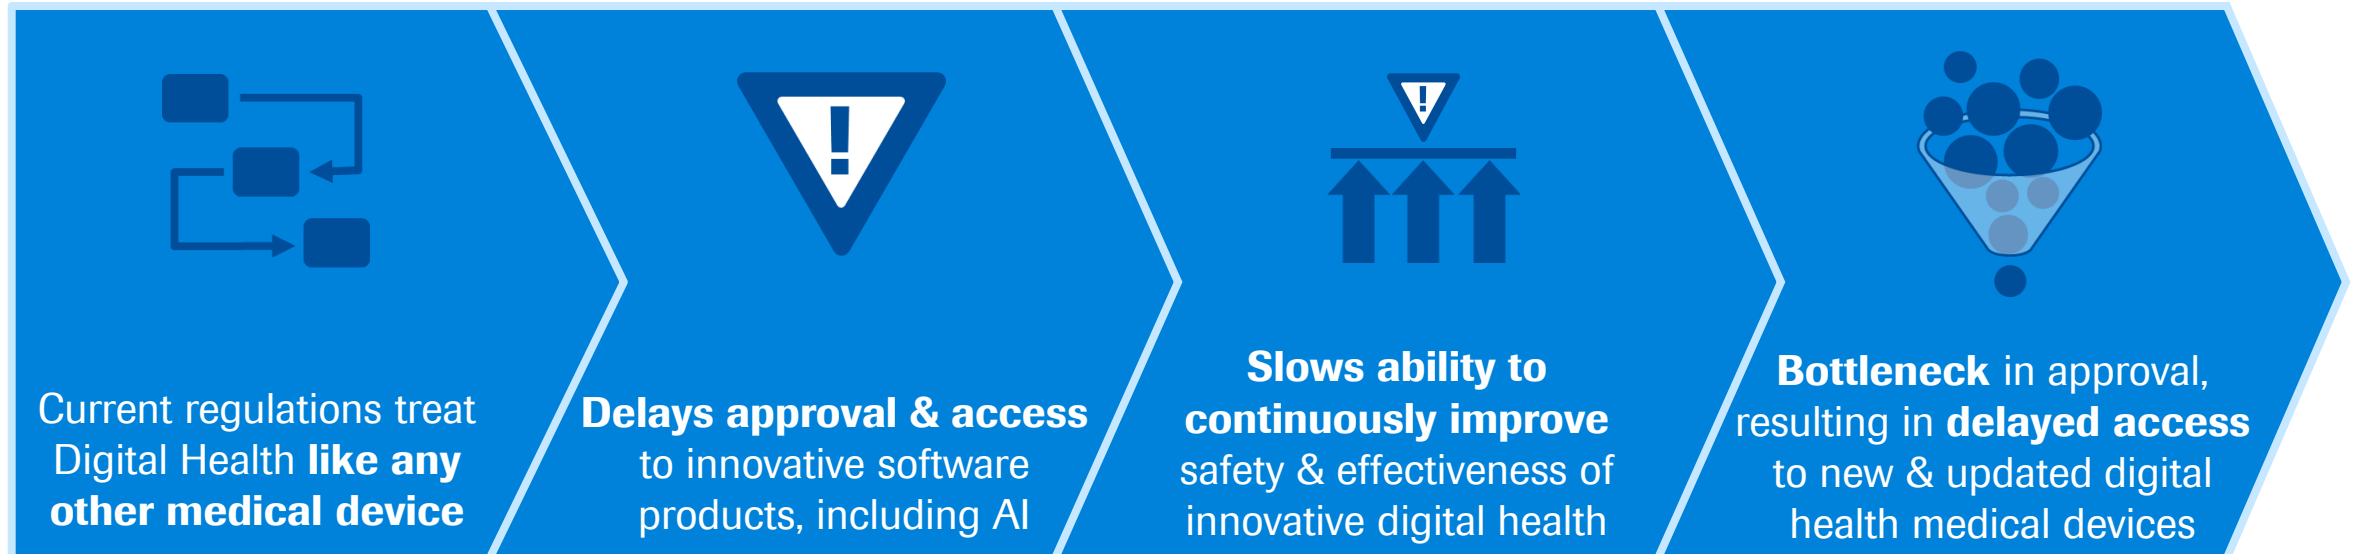 Current regulations treat
Digital Health like any
other medical device
!
Delays approval & access
to innovative software
products, including AI
!
Slows ability to
continuously improve
safety & effectiveness of
innovative digital health
Bottleneck in approval,
resulting in delayed access
to new & updated digital
health medical devices